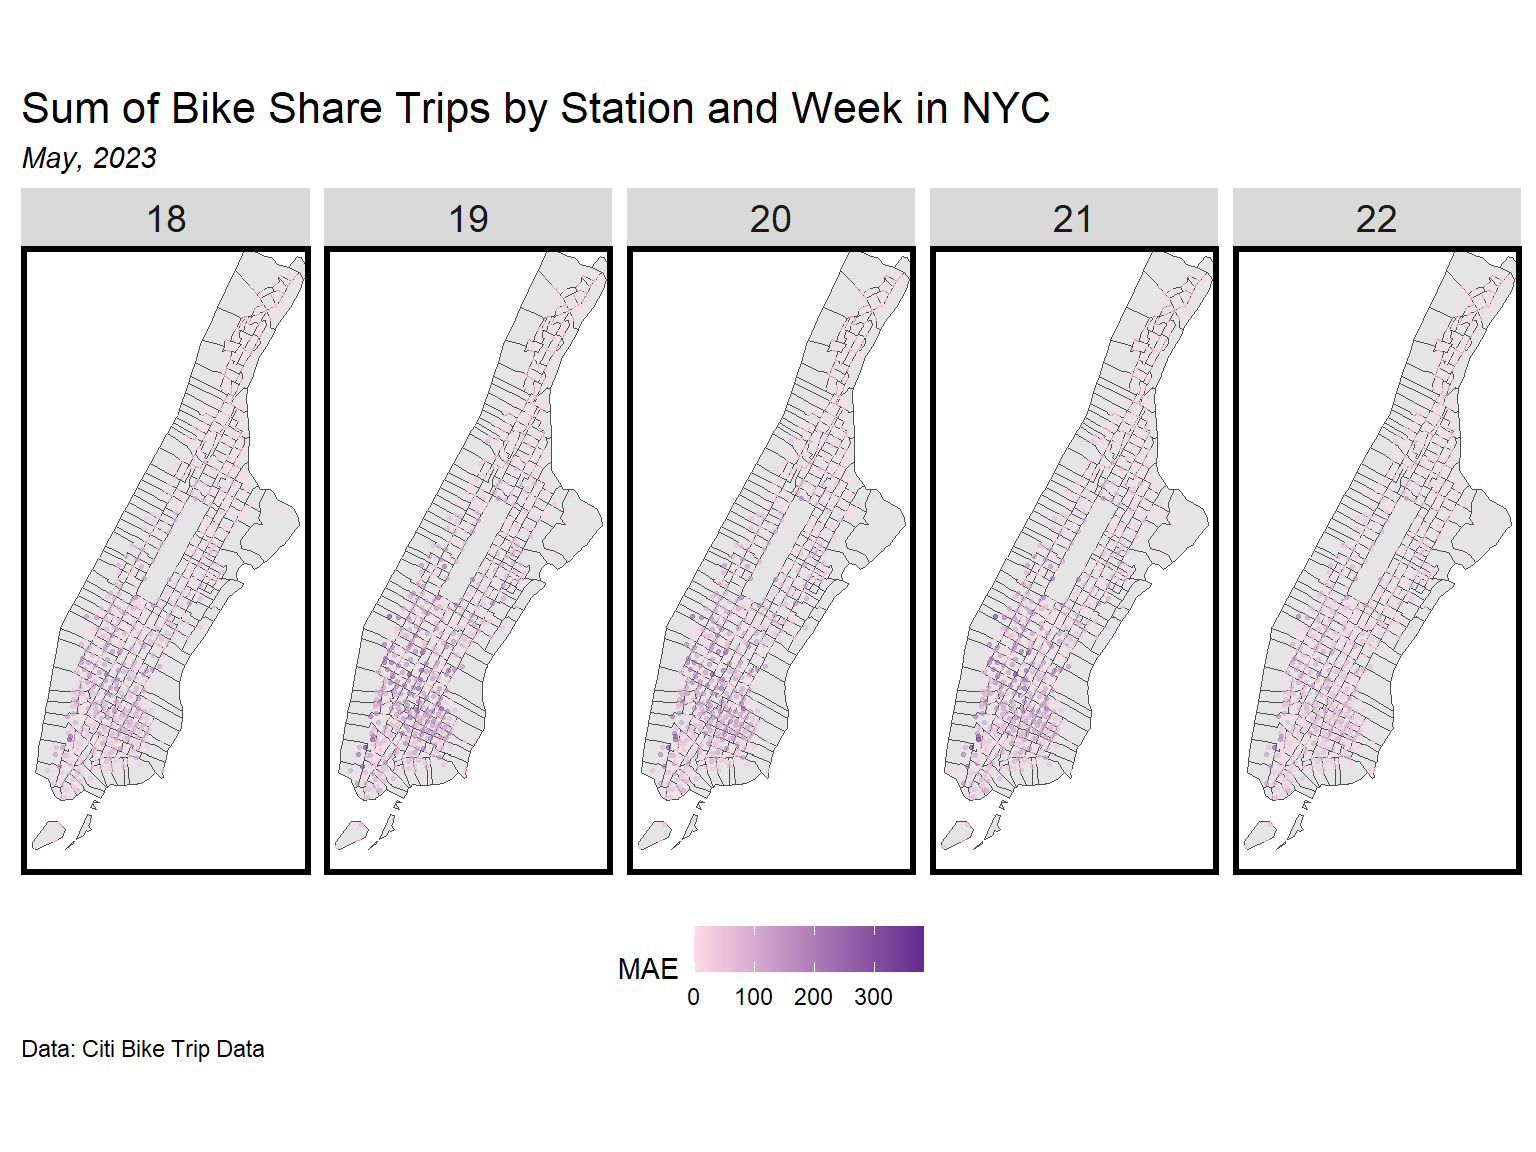 Sum of Bike Share Trips by Station and Week in NYC
May, 2023
18 19 20 21 22
MAE
0 100 200 300
Data: Citi Bike Trip Data